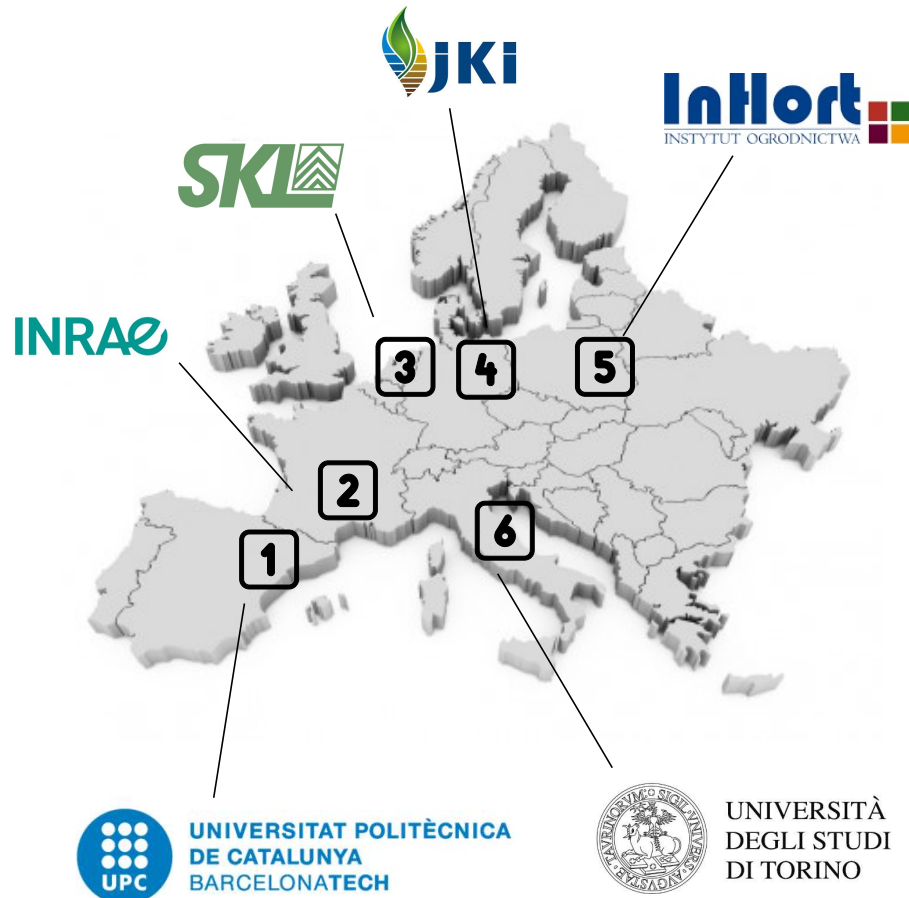 jKi
InHort
INSTYTUT OGRODNICTWA
SKL
INRAE
3
4
5
2
1
6
UPC
UNIVERSITAT POLITÈCNICA
DE CATALUNYA
BARCELONATECH
UNIVERSITÀ
DEGLI STUDI
DI TORINO